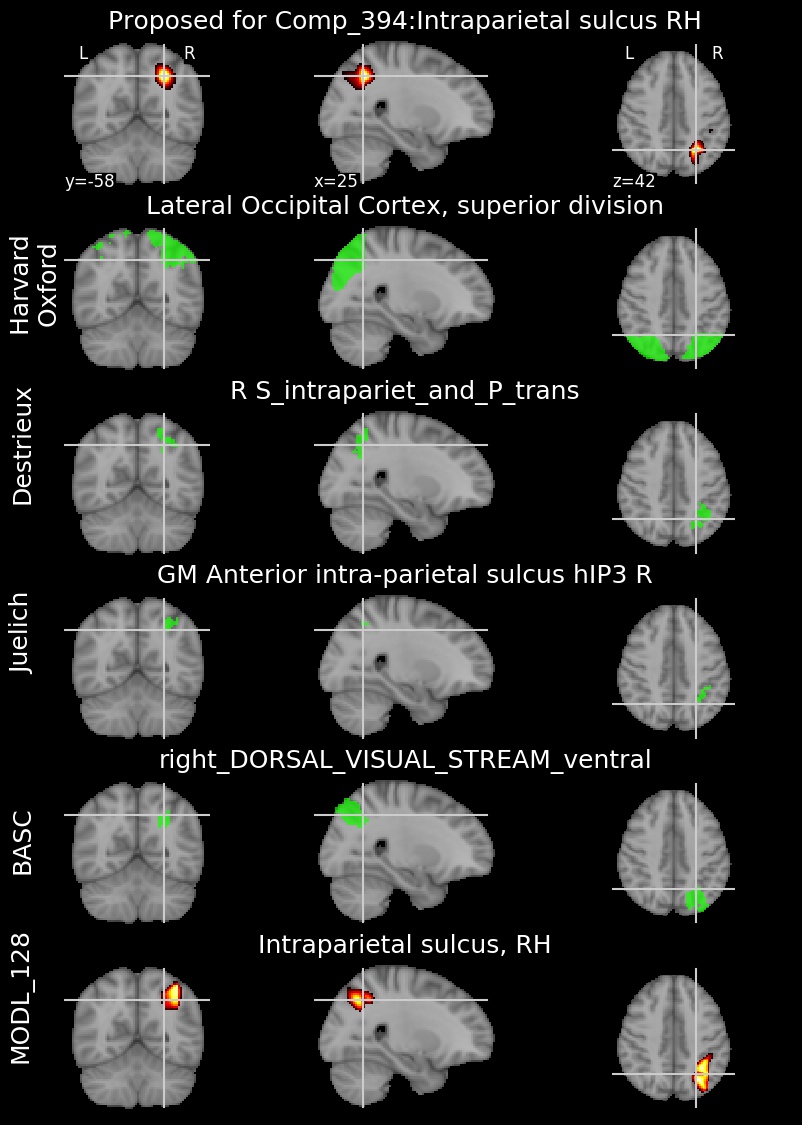 Proposed for Comp_394:Intraparietal sulcus RH
L R L R
y=-58 x=25 z=42
Lateral Occipital Cortex, superior division
Harvard
Oxford
R S_intrapariet_and_P_trans
Destrieux
GM Anterior intra-parietal sulcus hIP3 R
Juelich
right_DORSAL_VISUAL_STREAM_ventral
BASC
Intraparietal sulcus, RH
MODL_128